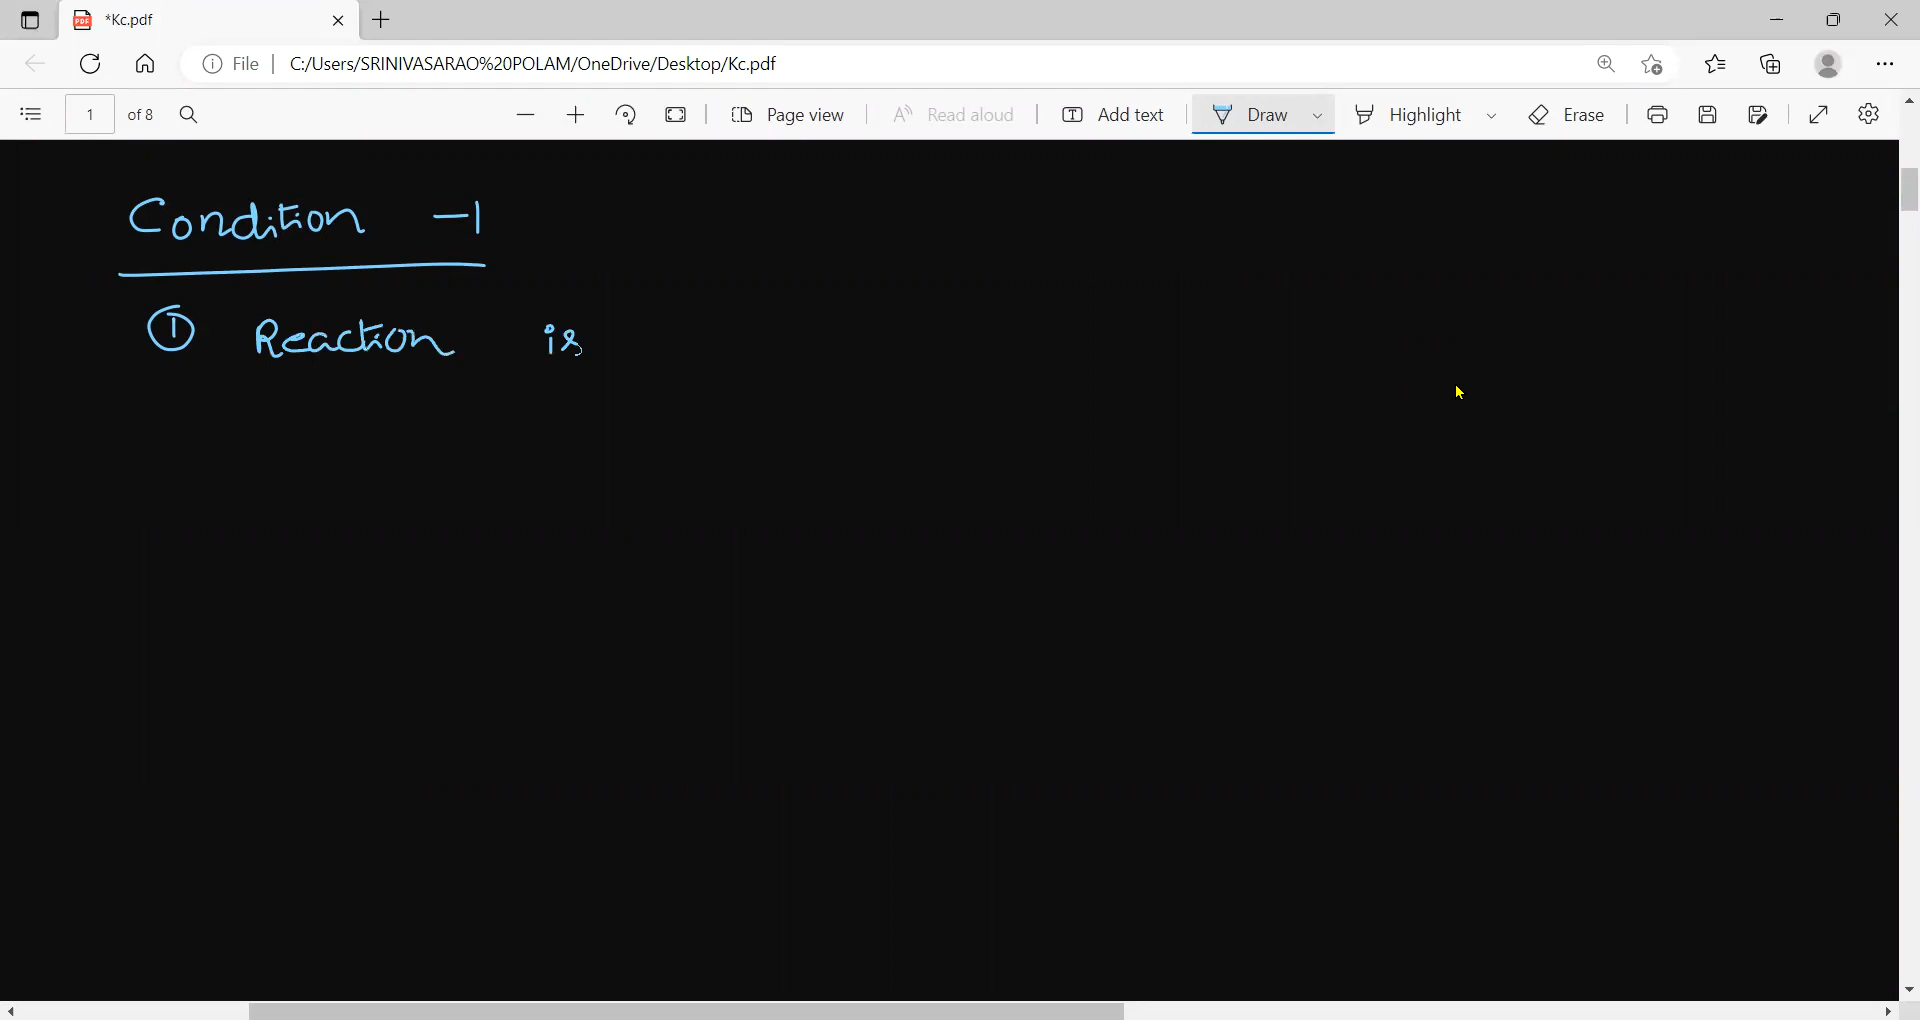 *Kc.pdf
File C:/Users/SRINIVASARAO%20POLAM/OneDrive/Desktop/Kc.pdf
1 of 8 Page view Read aloud Add text Draw Highlight Erase
Condition -1
① Reaction is